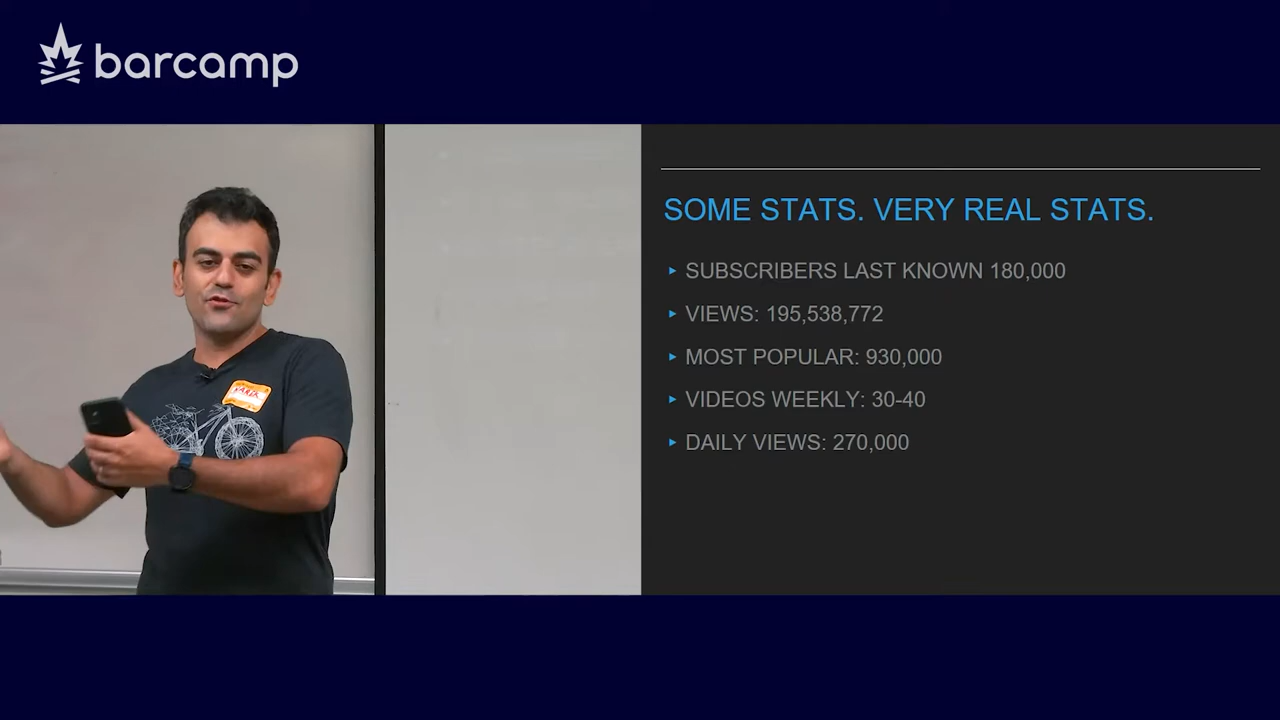 barcamp
SOME STATS. VERY REAL STATS.
SUBSCRIBERS LAST KNOWN 180,000
VIEWS: 195,538,772
MOST POPULAR: 930,000
VIDEOS WEEKLY: 30-40
DAILY VIEWS: 270,000